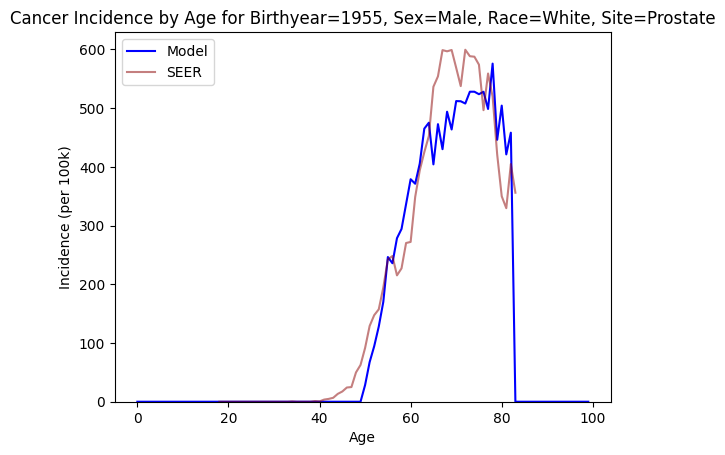 Cancer Incidence by Age for Birthyear=1955, Sex=Male, Race=White, Site=Prostate
Model
SEER
600
500
400
300
200
100
0
Incidence (per 100k)
0 20 40 60 80 100
Age